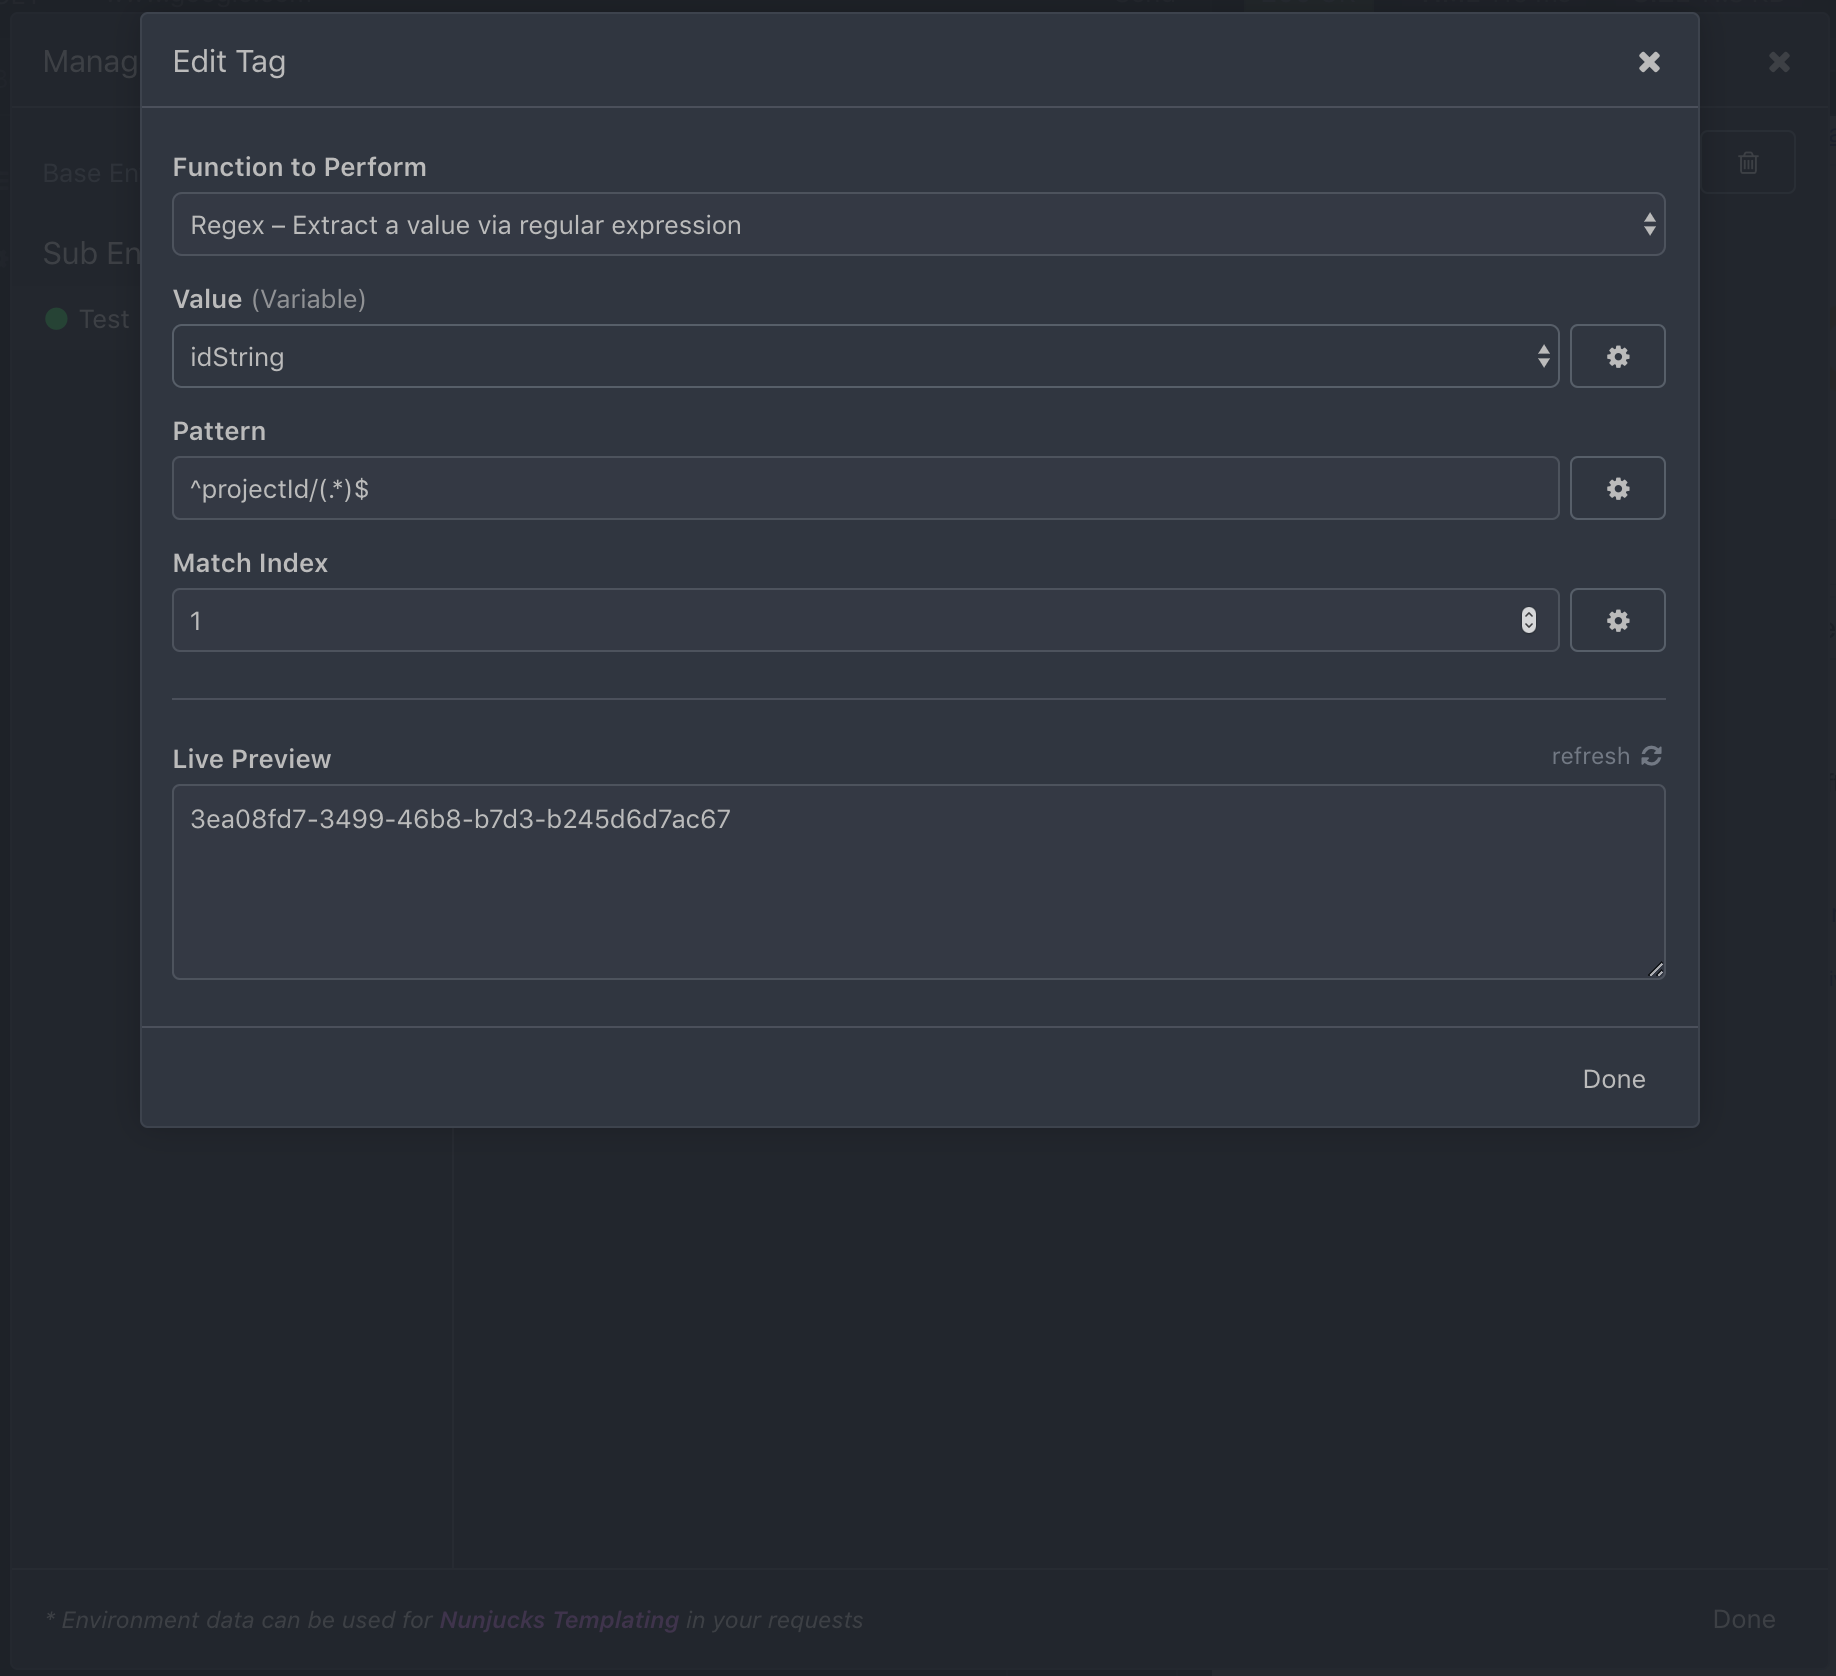 Manag
Edit Tag
Base En
Function to Perform
Regex – Extract a value via regular expression
Sub En
Value (Variable)
Test
idString
Pattern
^projectId/(.*)$
Match Index
1
Live Preview
refresh
3ea08fd7-3499-46b8-b7d3-b245d6d7ac67
Done
* Environment data can be used for Nunjucks Templating in your requests
Done